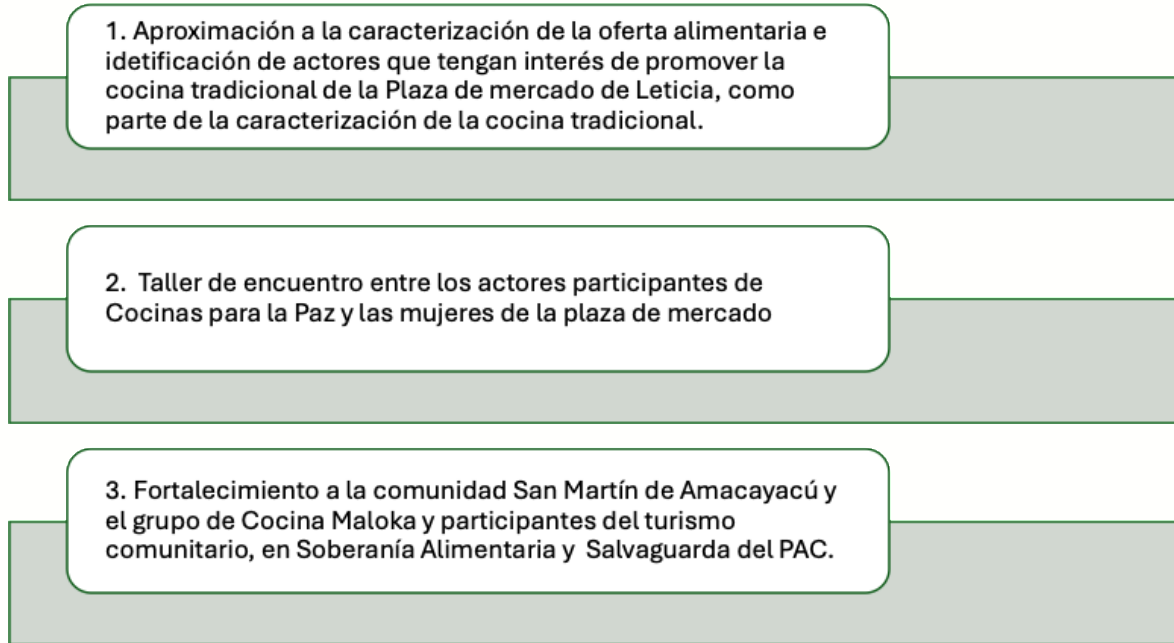 1. Aproximación a la caracterización de la oferta alimentaria e
idetificación de actores que tengan interés de promover la
cocina tradicional de la Plaza de mercado de Leticia, como
parte de la caracterización de la cocina tradicional.
2. Taller de encuentro entre los actores participantes de
Cocinas para la Paz y las mujeres de la plaza de mercado
3. Fortalecimiento a la comunidad San Martín de Amacayacú y
el grupo de Cocina Maloka y participantes del turismo
comunitario, en Soberanía Alimentaria y Salvaguarda del PAC.